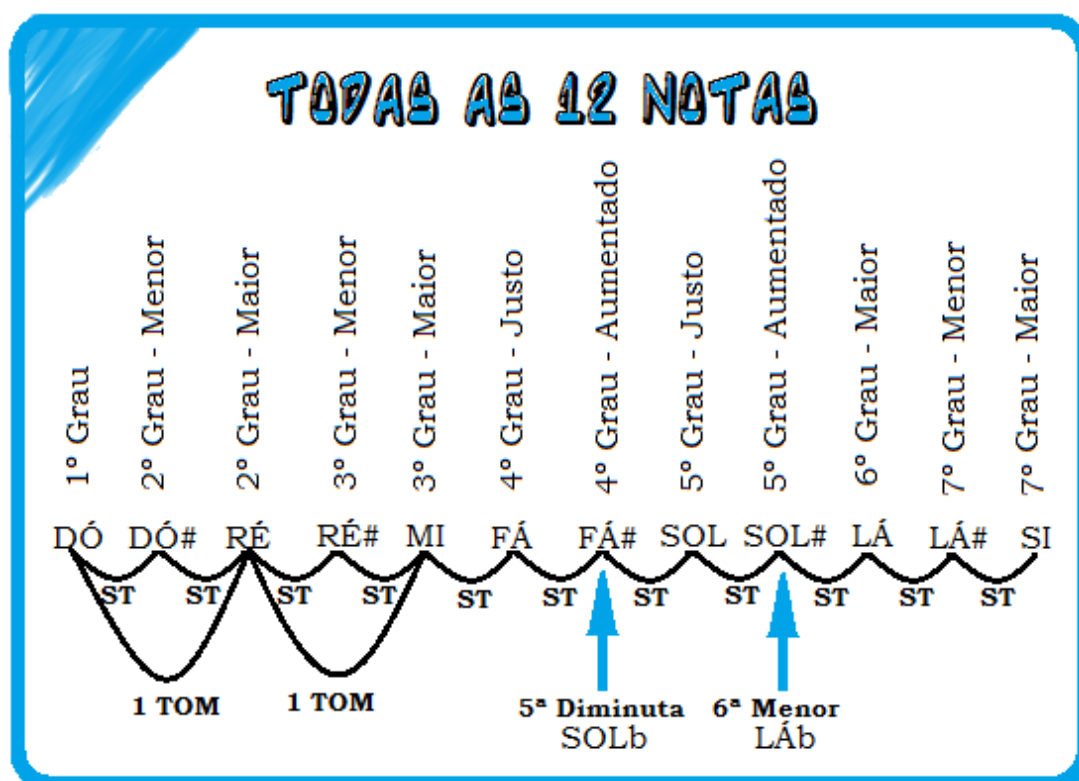 TODAS AS 12 NOTAS
1º Grau
2º Grau - Menor
2º Grau - Maior
3º Grau - Menor
3º Grau - Maior
4º Grau - Justo
4º Grau - Aumentado
5º Grau - Justo
5º Grau - Aumentado
6º Grau - Maior
7º Grau - Menor
7º Grau - Maior
DÓ DÓ# RÉ RÉ# MI FÁ FÁ# SOL SOL# LÁ LÁ# SI
ST ST ST ST ST ST ST ST ST ST ST
1 TOM 1 TOM
5ª Diminuta 6ª Menor
SOLb LÁb